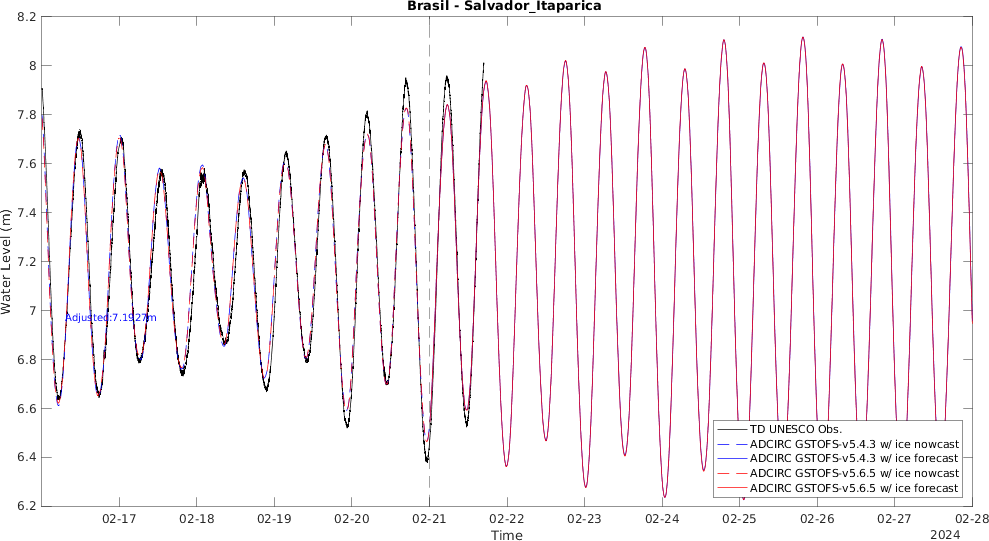 Brasil - Salvador_Itaparica
8.2
8
7.8
7.6
7.4
7.2
7
6.8
6.6
6.4
6.2
Water Level (m)
Adjusted:7.1927m
TD UNESCO Obs.
ADCIRC GSTOFS-v5.4.3 w/ ice nowcast
ADCIRC GSTOFS-v5.4.3 w/ ice forecast
ADCIRC GSTOFS-v5.6.5 w/ ice nowcast
ADCIRC GSTOFS-v5.6.5 w/ ice forecast
02-17 02-18 02-19 02-20 02-21 02-22 02-23 02-24 02-25 02-26 02-27 02-28
Time
2024